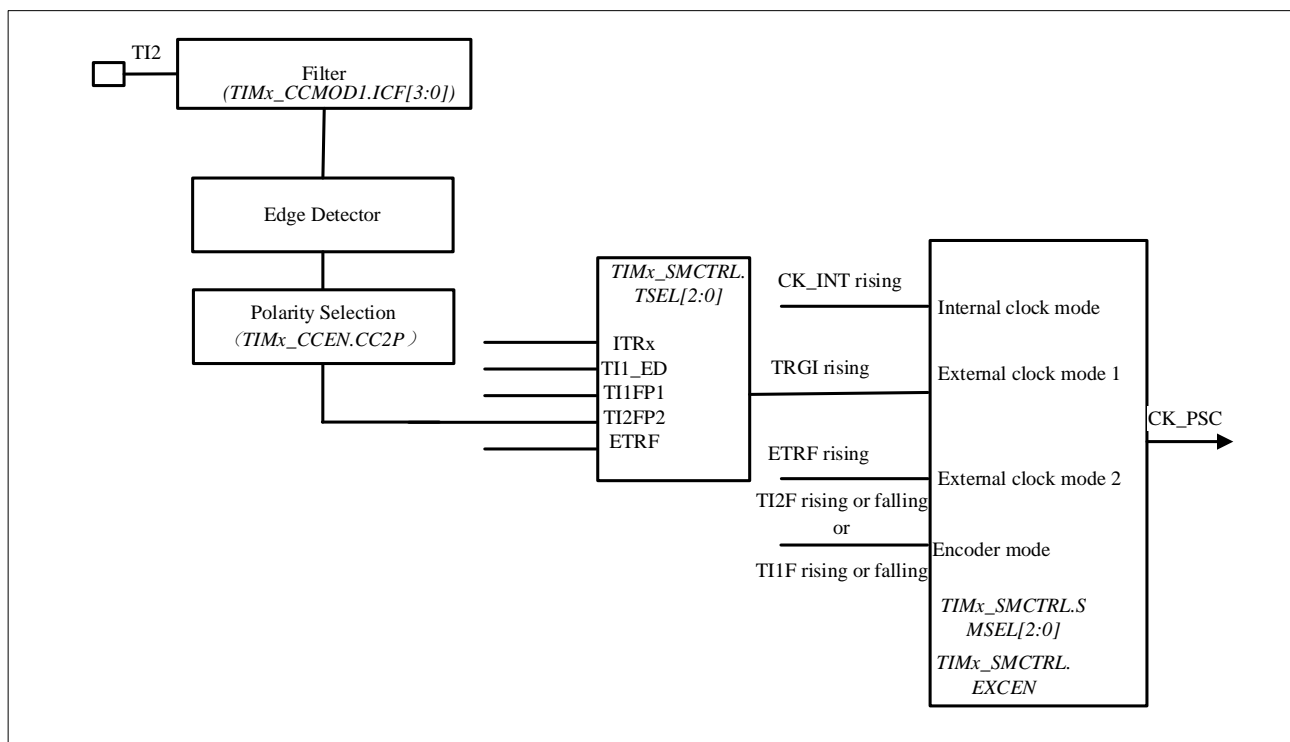 TI2
Filter
(TIMx_CCMOD1.ICF[3:0])
Edge Detector
Polarity Selection
（TIMx_CCEN.CC2P）
TIMx_SMCTRL.
TSEL[2:0]
ITRx
TI1_ED
TI1FP1
TI2FP2
ETRF
CK_INT rising
TRGI rising
ETRF rising
TI2F rising or falling
or
TI1F rising or falling
Internal clock mode
External clock mode 1
External clock mode 2
Encoder mode
TIMx_SMCTRL.S
MSEL[2:0]
TIMx_SMCTRL.
EXCEN
CK_PSC